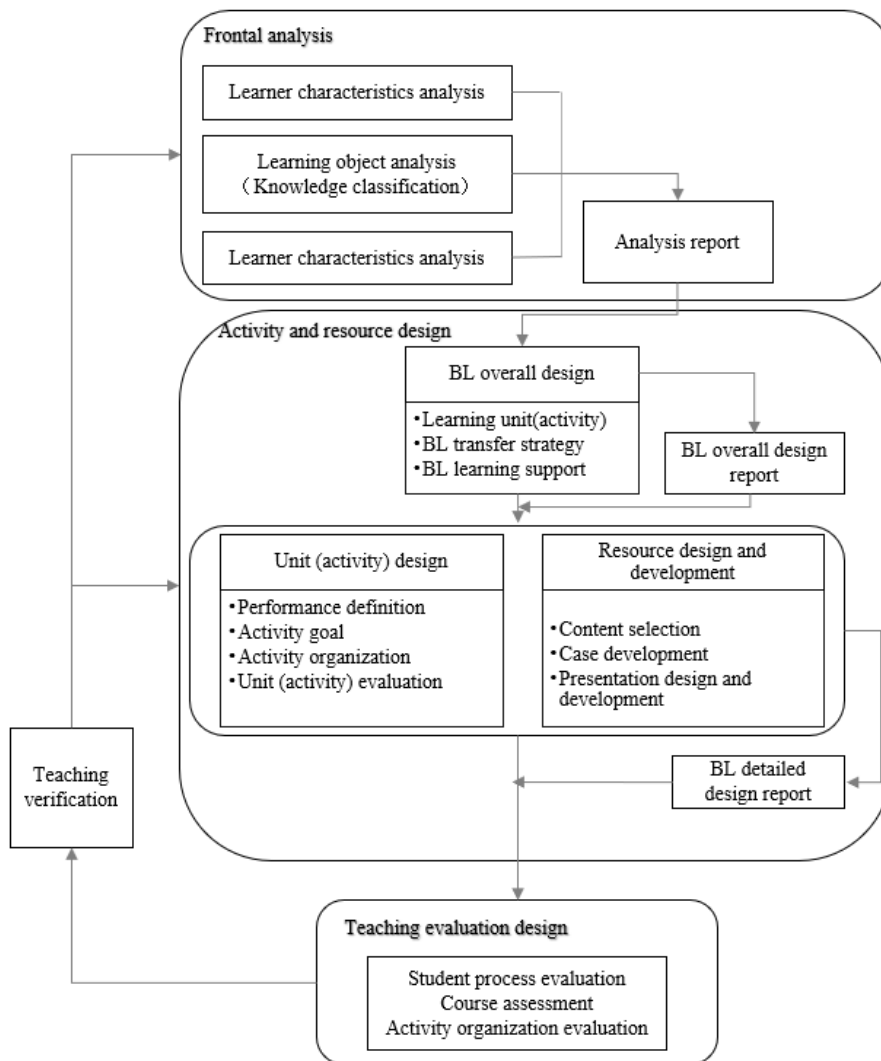 Frontal analysis
Learner characteristics analysis
Learning object analysis
（Knowledge classification）
Learner characteristics analysis
Analysis report
Activity and resource design
BL overall design
•Learning unit(activity)
•BL transfer strategy
•BL learning support
BL overall design
report
Unit (activity) design
•Performance definition
•Activity goal
•Activity organization
•Unit (activity) evaluation
Resource design and
development
•Content selection
•Case development
•Presentation design and
development
Teaching
verification
BL detailed
design report
Teaching evaluation design
Student process evaluation
Course assessment
Activity organization evaluation